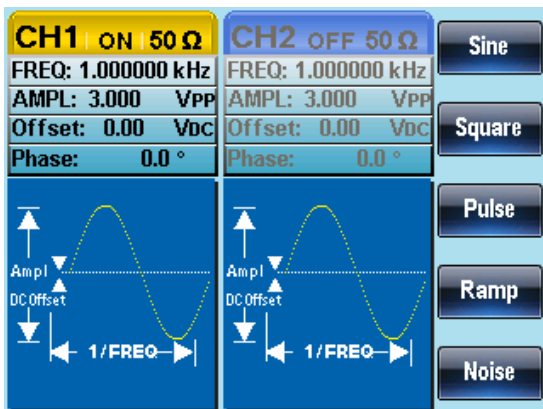 CH1 ON 50 Ω
FREQ: 1.000000 kHz
AMPL: 3.000 VPP
Offset: 0.00 VDC
Phase: 0.0 °
Ampl
DC Offset
1/FREQ
CH2 OFF 50 Ω
FREQ: 1.000000 kHz
AMPL: 3.000 VPP
Offset: 0.00 VDC
Phase: 0.0 °
Ampl
DC Offset
1/FREQ
Sine
Square
Pulse
Ramp
Noise